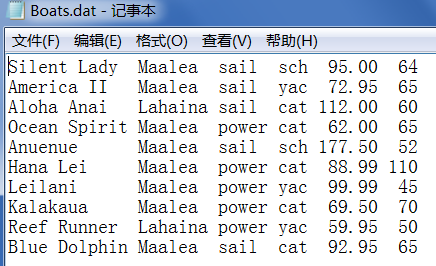 Boats.dat - 记事本
文件(F) 编辑(E) 格式(O) 查看(V) 帮助(H)
Silent Lady  Maalea  sail  sch  95.00  64
America II   Maalea  sail  yac  72.95  65
Aloha Anai   Lahaina sail  cat 112.00  60
Ocean Spirit Maalea  power cat  62.00  65
Anuenue      Maalea  sail  sch 177.50  52
Hana Lei     Maalea  power cat  88.99 110
Leilani      Maalea  power yac  99.99  45
Kalakaua     Maalea  power cat  69.50  70
Reef Runner  Lahaina power yac  59.95  50
Blue Dolphin Maalea  sail  cat  92.95  65